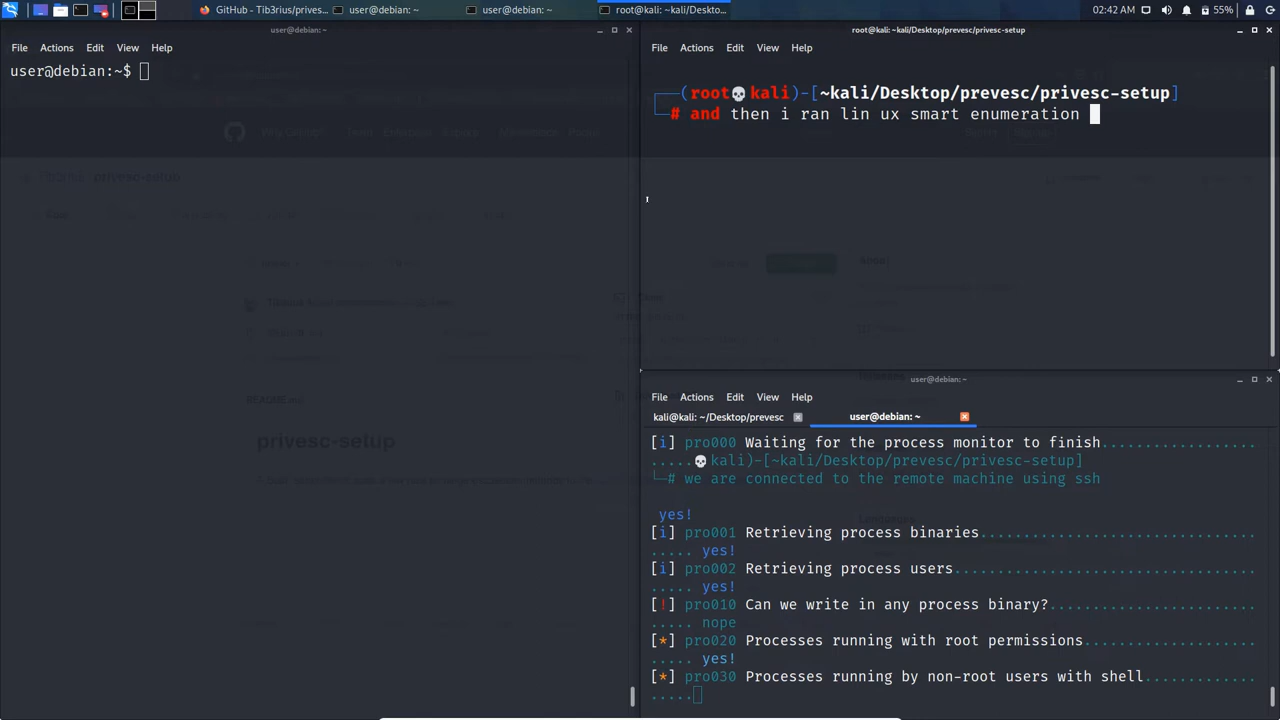 GitHub - Tib3rius/prives...
user@debian: ~
user@debian: ~
root@kali: ~kali/Deskto...
02:42 AM
55%
user@debian: ~
File Actions Edit View Help
user@debian:~$
root@kali: ~kali/Desktop/prevesc/privesc-setup
File Actions Edit View Help
(root💀kali)-[~kali/Desktop/prevesc/privesc-setup]
# and then i ran lin ux smart enumeration
privesc-setup
README.md
privesc-setup
user@debian: ~
File Actions Edit View Help
kali@kali: ~/Desktop/prevesc
user@debian: ~
[i] pro000 Waiting for the process monitor to finish..................
.....💀kali)-[~kali/Desktop/prevesc/privesc-setup]
└─# we are connected to the remote machine using ssh
yes!
[i] pro001 Retrieving process binaries................................
..... yes!
[i] pro002 Retrieving process users...................................
..... yes!
[!] pro010 Can we write in any process binary?........................
..... nope
[*] pro020 Processes running with root permissions....................
..... yes!
[*] pro030 Processes running by non-root users with shell.............
.....